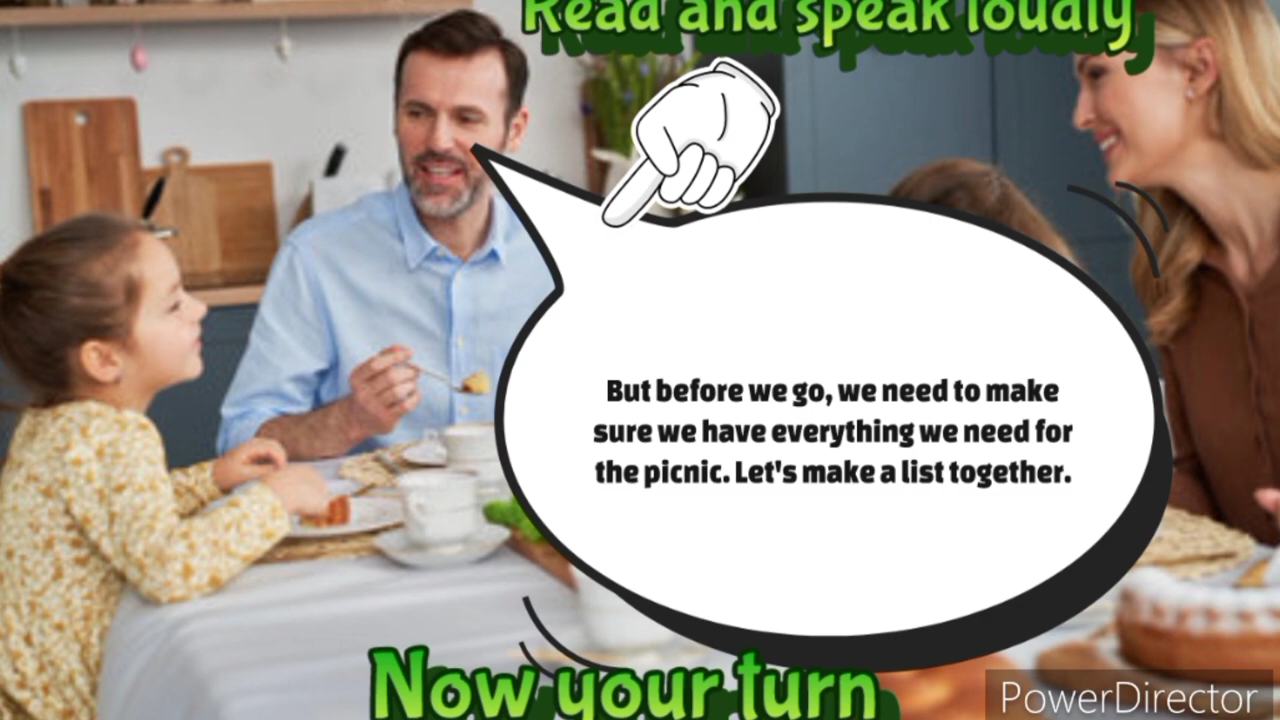 Read and speak loudly
But before we go, we need to make
sure we have everything we need for
the picnic. Let's make a list together.
Now your turn
PowerDirector